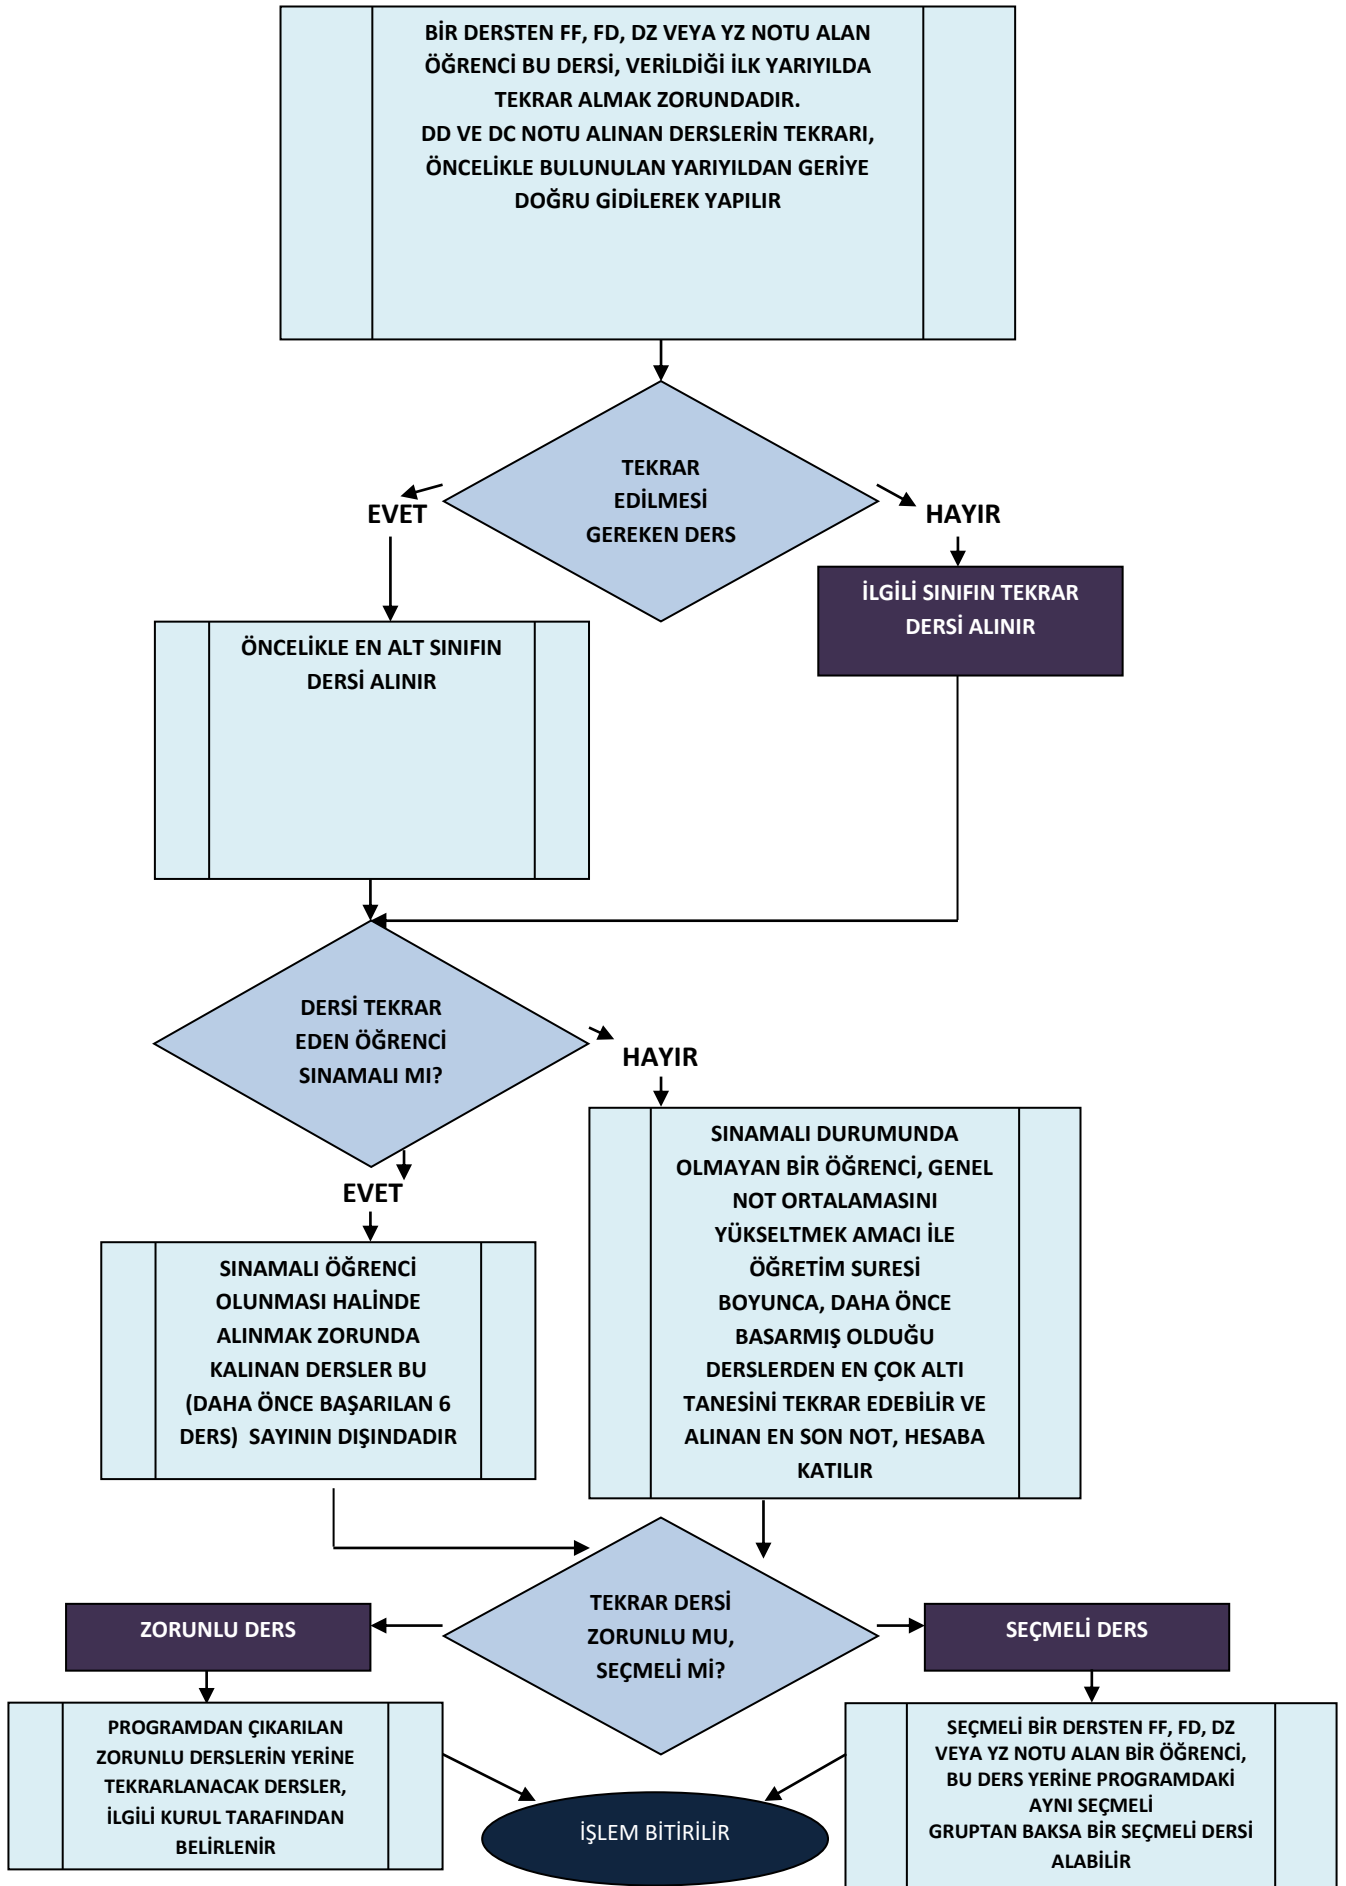 BİR DERSTEN FF, FD, DZ VEYA YZ NOTU ALAN
ÖĞRENCİ BU DERSİ, VERİLDİĞİ İLK YARIYILDA
TEKRAR ALMAK ZORUNDADIR.
DD VE DC NOTU ALINAN DERSLERİN TEKRARI,
ÖNCELİKLE BULUNULAN YARIYILDAN GERİYE
DOĞRU GİDİLEREK YAPILIR
TEKRAR
EDİLMESİ
GEREKEN DERS
EVET
HAYIR
İLGİLİ SINIFIN TEKRAR
DERSİ ALINIR
ÖNCELİKLE EN ALT SINIFIN
DERSİ ALINIR
DERSİ TEKRAR
EDEN ÖĞRENCİ
SINAMALI MI?
HAYIR
EVET
SINAMALI DURUMUNDA
OLMAYAN BİR ÖĞRENCİ, GENEL
NOT ORTALAMASINI
YÜKSELTMEK AMACI İLE
ÖĞRETİM SURESİ
BOYUNCA, DAHA ÖNCE
BASARMIŞ OLDUĞU
DERSLERDEN EN ÇOK ALTI
TANESİNİ TEKRAR EDEBİLİR VE
ALINAN EN SON NOT, HESABA
KATILIR
SINAMALI ÖĞRENCİ
OLUNMASI HALİNDE
ALINMAK ZORUNDA
KALINAN DERSLER BU
(DAHA ÖNCE BAŞARILAN 6
DERS) SAYININ DIŞINDADIR
TEKRAR DERSİ
ZORUNLU MU,
SEÇMELİ Mİ?
ZORUNLU DERS
SEÇMELİ DERS
PROGRAMDAN ÇIKARILAN
ZORUNLU DERSLERİN YERİNE
TEKRARLANACAK DERSLER,
İLGİLİ KURUL TARAFINDAN
BELİRLENİR
SEÇMELİ BİR DERSTEN FF, FD, DZ
VEYA YZ NOTU ALAN BİR ÖĞRENCİ,
BU DERS YERİNE PROGRAMDAKİ
AYNI SEÇMELİ
GRUPTAN BAKSA BİR SEÇMELİ DERSİ
ALABİLİR
İŞLEM BİTİRİLİR